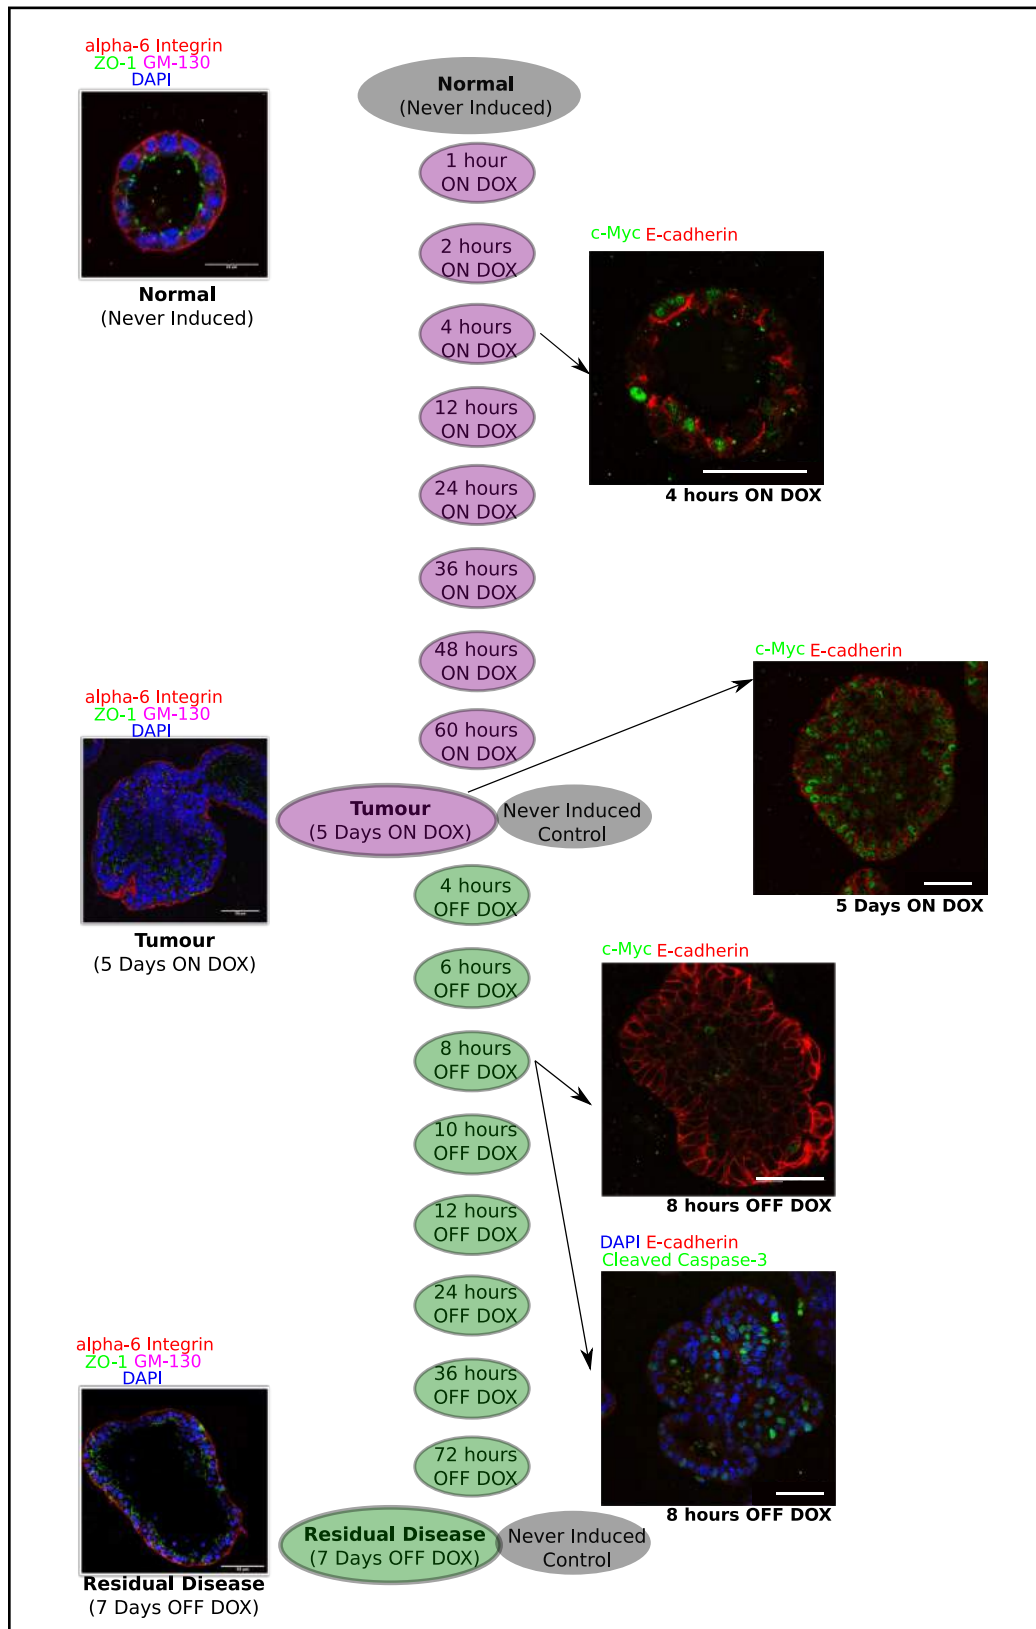 alpha-6 Integrin
ZO-1 GM-130
DAPI
Normal
(Never Induced)
Normal
(Never Induced)
1 hour
ON DOX
2 hours
ON DOX
4 hours
ON DOX
12 hours
ON DOX
24 hours
ON DOX
36 hours
ON DOX
48 hours
ON DOX
60 hours
ON DOX
c-Myc E-cadherin
4 hours ON DOX
c-Myc E-cadherin
5 Days ON DOX
alpha-6 Integrin
ZO-1 GM-130
DAPI
Tumour
(5 Days ON DOX)
Tumour
(5 Days ON DOX)
Never Induced
Control
4 hours
OFF DOX
6 hours
OFF DOX
8 hours
OFF DOX
10 hours
OFF DOX
12 hours
OFF DOX
24 hours
OFF DOX
36 hours
OFF DOX
72 hours
OFF DOX
c-Myc E-cadherin
8 hours OFF DOX
DAPI E-cadherin
Cleaved Caspase-3
8 hours OFF DOX
alpha-6 Integrin
ZO-1 GM-130
DAPI
Residual Disease
(7 Days OFF DOX)
Residual Disease
(7 Days OFF DOX)
Never Induced
Control